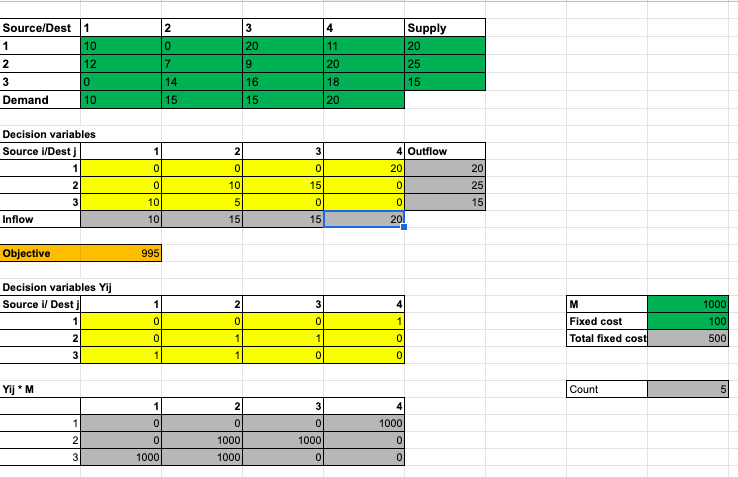 Source/Dest 1 2 3 4 Supply
1 10 0 20 11 20
2 12 7 9 20 25
3 0 14 16 18 15
Demand 10 15 15 20
Decision variables
Source i/Dest j 1 2 3 4 Outflow
1 0 0 0 20 20
2 0 10 15 0 25
3 10 5 0 0 15
Inflow 10 15 15 20
Objective 995
Decision variables Yij
Source i/ Dest j 1 2 3 4 M 1000
1 0 0 0 1 Fixed cost 100
2 0 1 1 0 Total fixed cost 500
3 1 1 0 0
Yij * M Count 5
1 2 3 4
1 0 0 0 1000
2 0 1000 1000 0
3 1000 1000 0 0